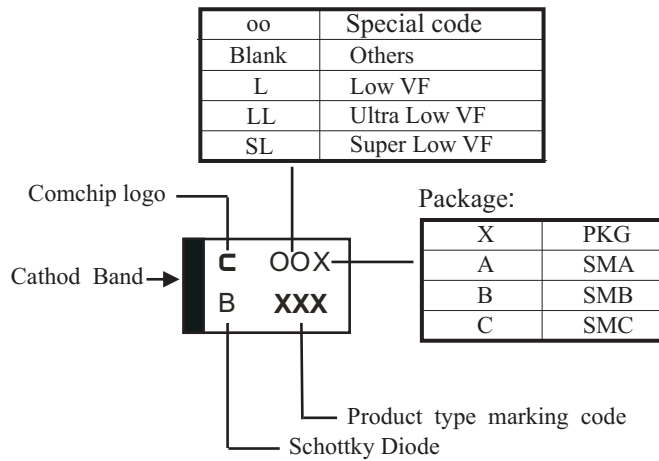 oo Special code
Blank Others
L Low VF
LL Ultra Low VF
SL Super Low VF
Comchip logo
Package:
X PKG
A SMA
B SMB
C SMC
Cathod Band
C OOX
B XXX
Product type marking code
Schottky Diode